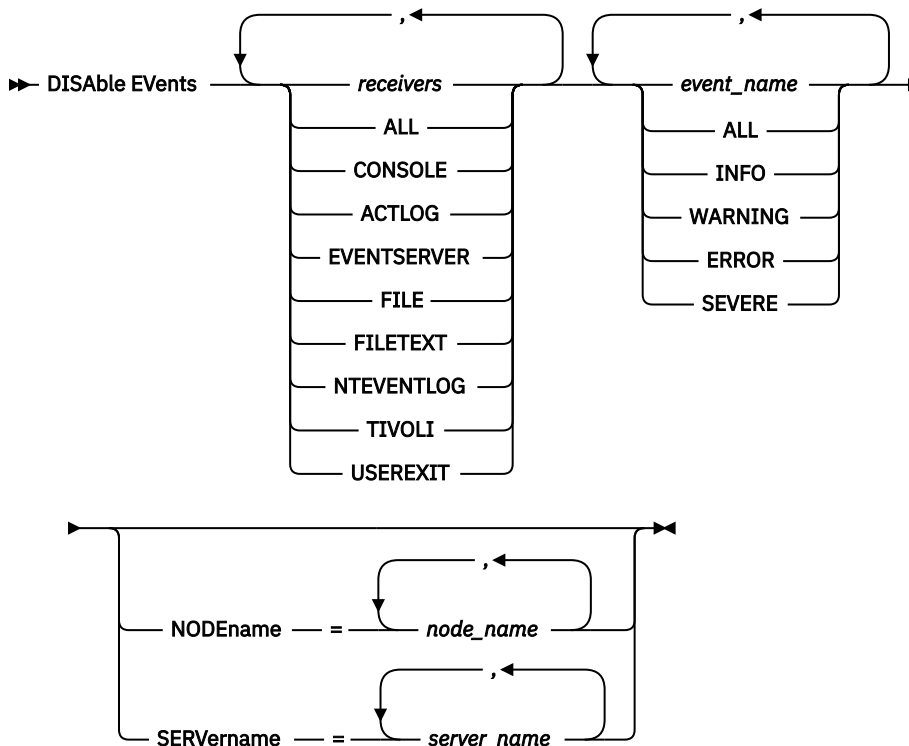 , ,
DISAble EVents receivers event_name
ALL ALL
CONSOLE INFO
ACTLOG WARNING
EVENTSERVER ERROR
FILE SEVERE
FILETEXT
NTEVENTLOG
TIVOLI
USEREXIT
,
NODEname = node_name
,
SERVername = server_name